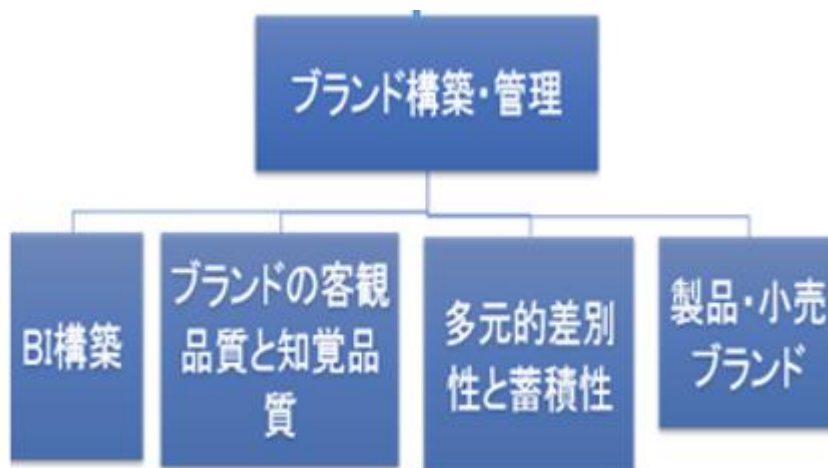 ブランド構築・管理
BI構築
ブランドの客観
品質と知覚品
質
多元的差別
性と蓄積性
製品・小売
ブランド